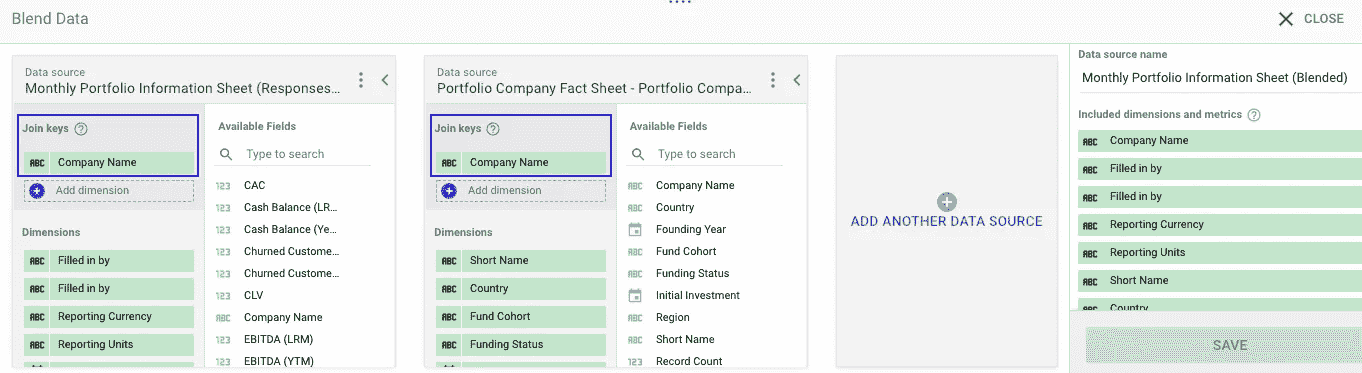 Blend Data
CLOSE
Data source
Monthly Portfolio Information Sheet (Responses...
Join keys
ABC Company Name
Add dimension
Dimensions
ABC Filled in by
ABC Filled in by
ABC Reporting Currency
ABC Reporting Units
Available Fields
Type to search
123 CAC
123 Cash Balance (LR...
123 Cash Balance (Ye...
123 Churned Custome...
123 Churned Custome...
123 CLV
ABC Company Name
123 EBITDA (LRM)
123 EBITDA (YTM)
Data source
Portfolio Company Fact Sheet - Portfolio Compa...
Join keys
ABC Company Name
Add dimension
Dimensions
ABC Short Name
ABC Country
ABC Fund Cohort
ABC Funding Status
Available Fields
Type to search
ABC Company Name
ABC Country
Founding Year
ABC Fund Cohort
ABC Funding Status
Initial Investment
ABC Region
ABC Short Name
123 Record Count
ADD ANOTHER DATA SOURCE
Data source name
Monthly Portfolio Information Sheet (Blended)
Included dimensions and metrics
ABC Company Name
ABC Filled in by
ABC Filled in by
ABC Reporting Currency
ABC Reporting Units
ABC Short Name
ABC Country
SAVE